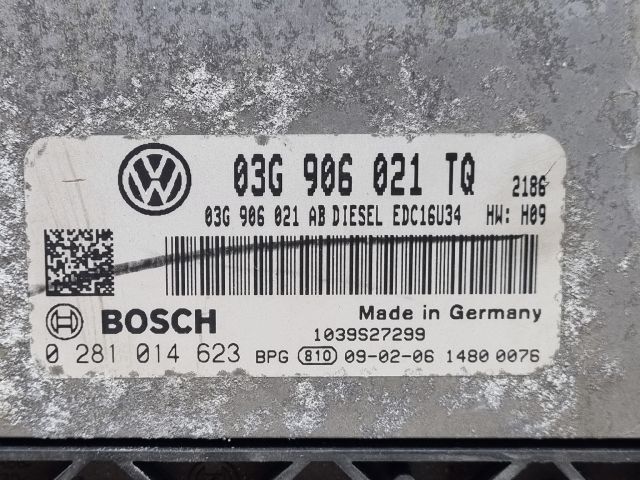 03G 906 021 TQ 2186
03G 906 021 AB DIESEL EDC16U34 HW: H09
BOSCH Made in Germany
1039S27299
0 281 014 623 BPG 810 09-02-06 1480 0076